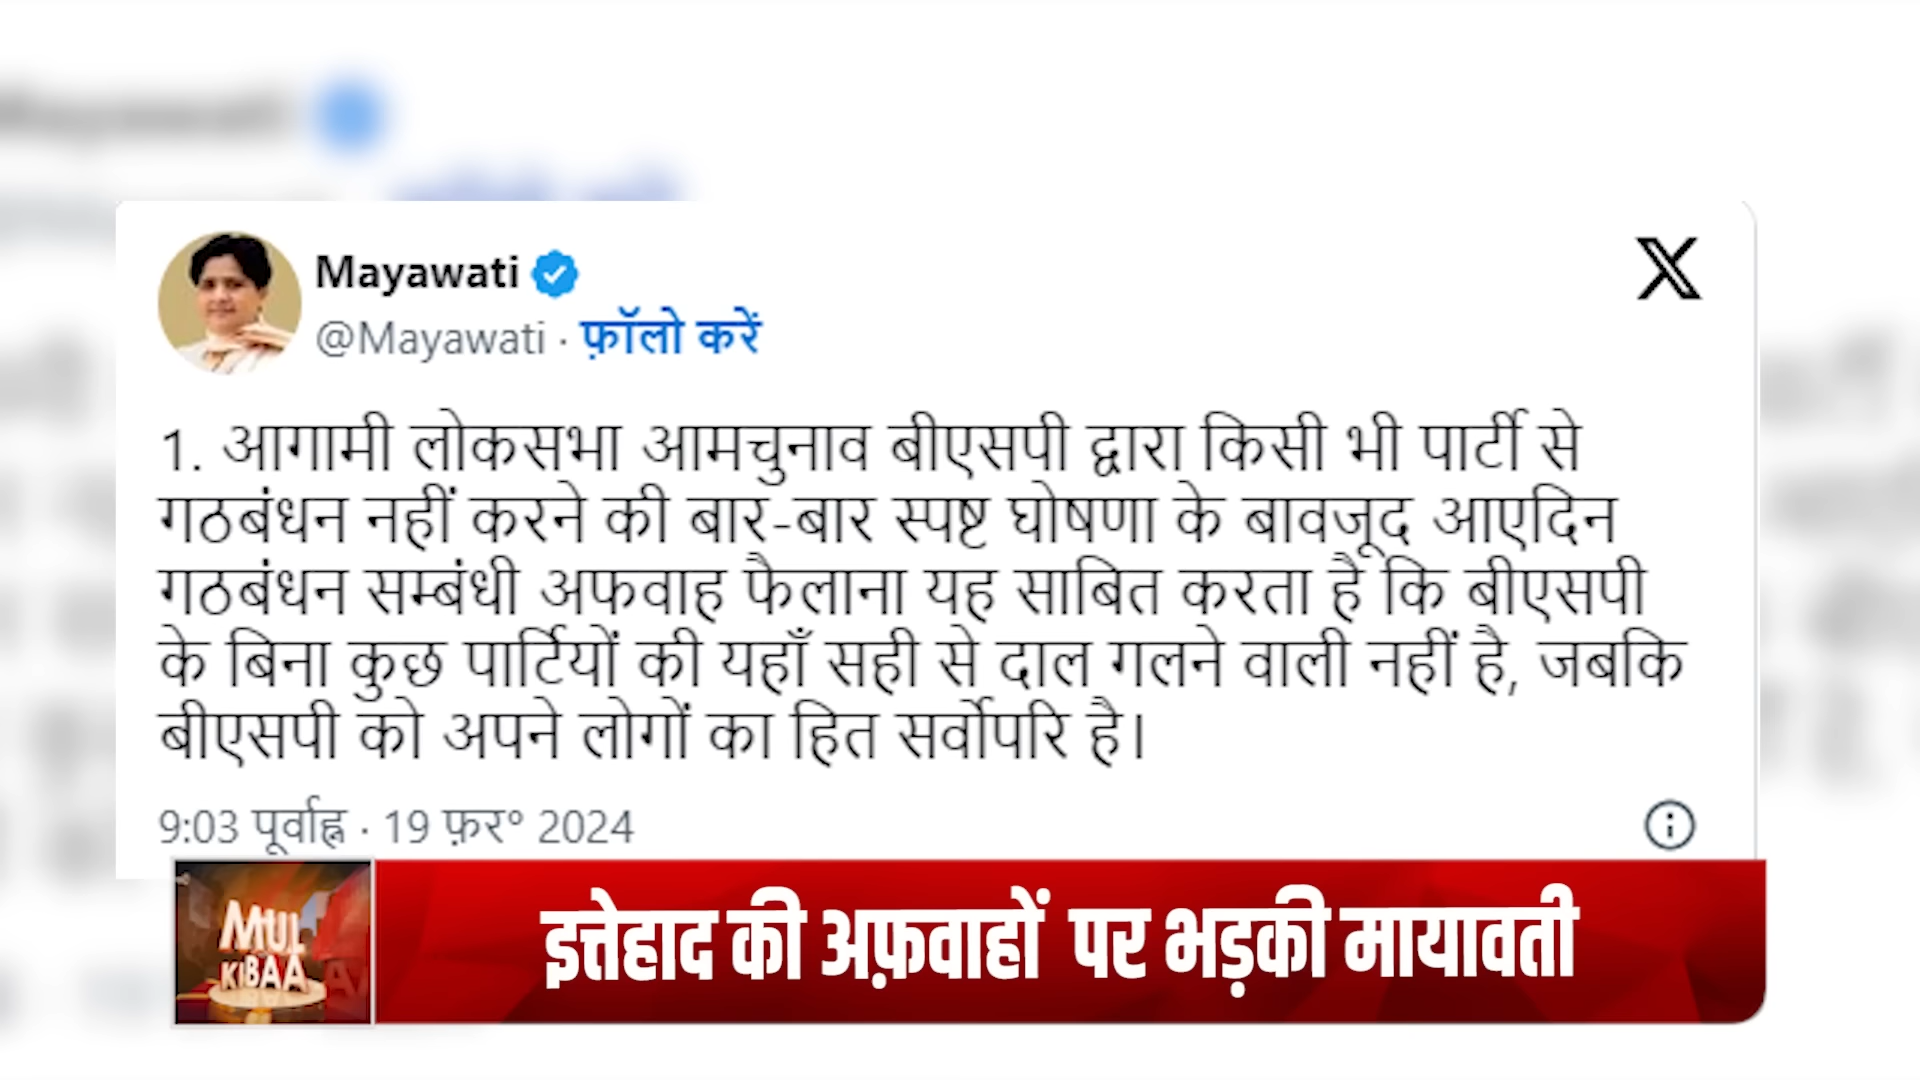 Mayawati
@Mayawati · फ़ॉलो करें
1. आगामी लोकसभा आमचुनाव बीएसपी द्वारा किसी भी पार्टी से
गठबंधन नहीं करने की बार-बार स्पष्ट घोषणा के बावजूद आएदिन
गठबंधन सम्बंधी अफवाह फैलाना यह साबित करता है कि बीएसपी
के बिना कुछ पार्टियों की यहाँ सही से दाल गलने वाली नहीं है, जबकि
बीएसपी को अपने लोगों का हित सर्वोपरि है।
9:03 पूर्वाह्न · 19 फ़र॰ 2024
MUL
KI BAA
इत्तेहाद की अफ़वाहों पर भड़की मायावती